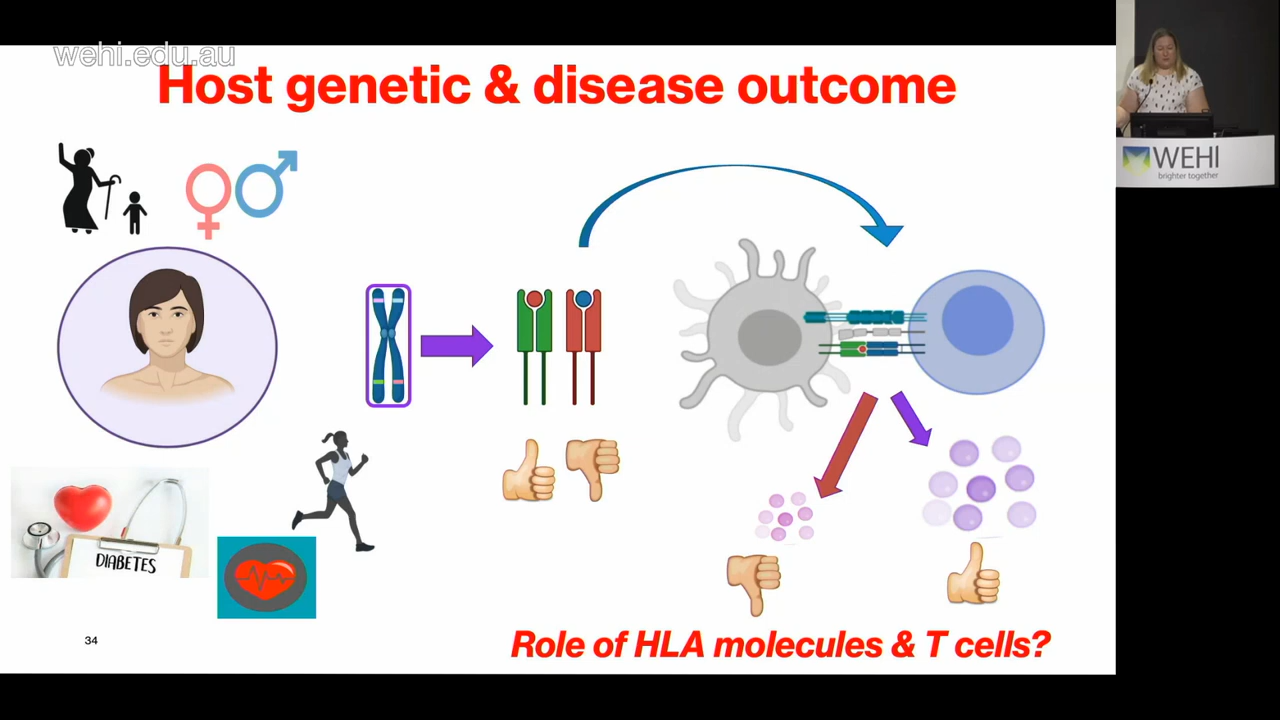 wehi.edu.au
Host genetic & disease outcome
WEHI
brighter together
DIABETES
34
Role of HLA molecules & T cells?